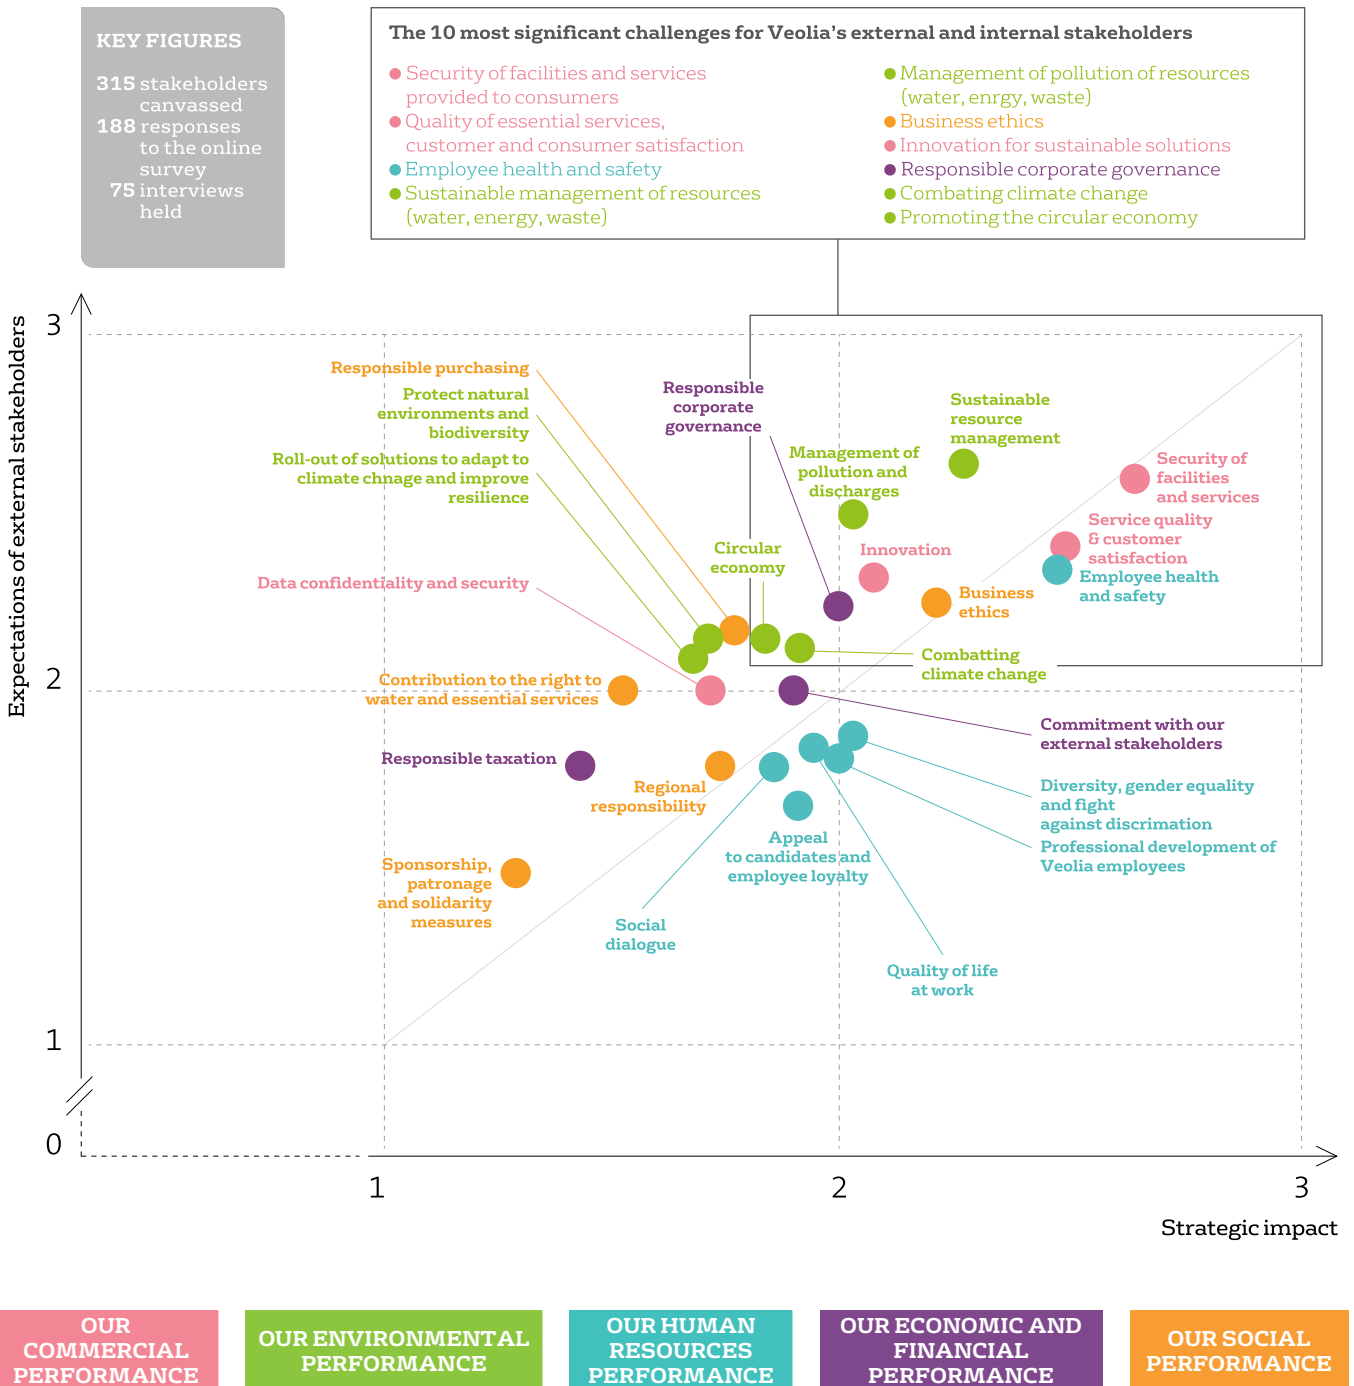 KEY FIGURES
315 stakeholders
canvassed
188 responses
to the online
survey
75 interviews
held
The 10 most significant challenges for Veolia's external and internal stakeholders
Security of facilities and services
provided to consumers
Quality of essential services,
customer and consumer satisfaction
Employee health and safety
Sustainable management of resources
(water, energy, waste)
Management of pollution of resources
(water, enrgy, waste)
Business ethics
Innovation for sustainable solutions
Responsible corporate governance
Combating climate change
Promoting the circular economy
Expectations of external stakeholders
3
2
1
0
Responsible purchasing
Protect natural
environments and
biodiversity
Roll-out of solutions to adapt to
climate chnage and improve
resilience
Data confidentiality and security
Contribution to the right to
water and essential services
Responsible taxation
Regional
responsibility
Sponsorship,
patronage
and solidarity
measures
Responsible
corporate
governance
Management of
pollution and
discharges
Circular
economy
Innovation
Sustainable
resource
management
Security of
facilities
and services
Service quality
& customer
satisfaction
Employee health
and safety
Business
ethics
Combatting
climate change
Commitment with our
external stakeholders
Diversity, gender equality
and fight
against discrimation
Professional development of
Veolia employees
Appeal
to candidates and
employee loyalty
Social
dialogue
Quality of life
at work
1
2
3
Strategic impact
OUR
COMMERCIAL
PERFORMANCE
OUR ENVIRONMENTAL
PERFORMANCE
OUR HUMAN
RESOURCES
PERFORMANCE
OUR ECONOMIC AND
FINANCIAL
PERFORMANCE
OUR SOCIAL
PERFORMANCE